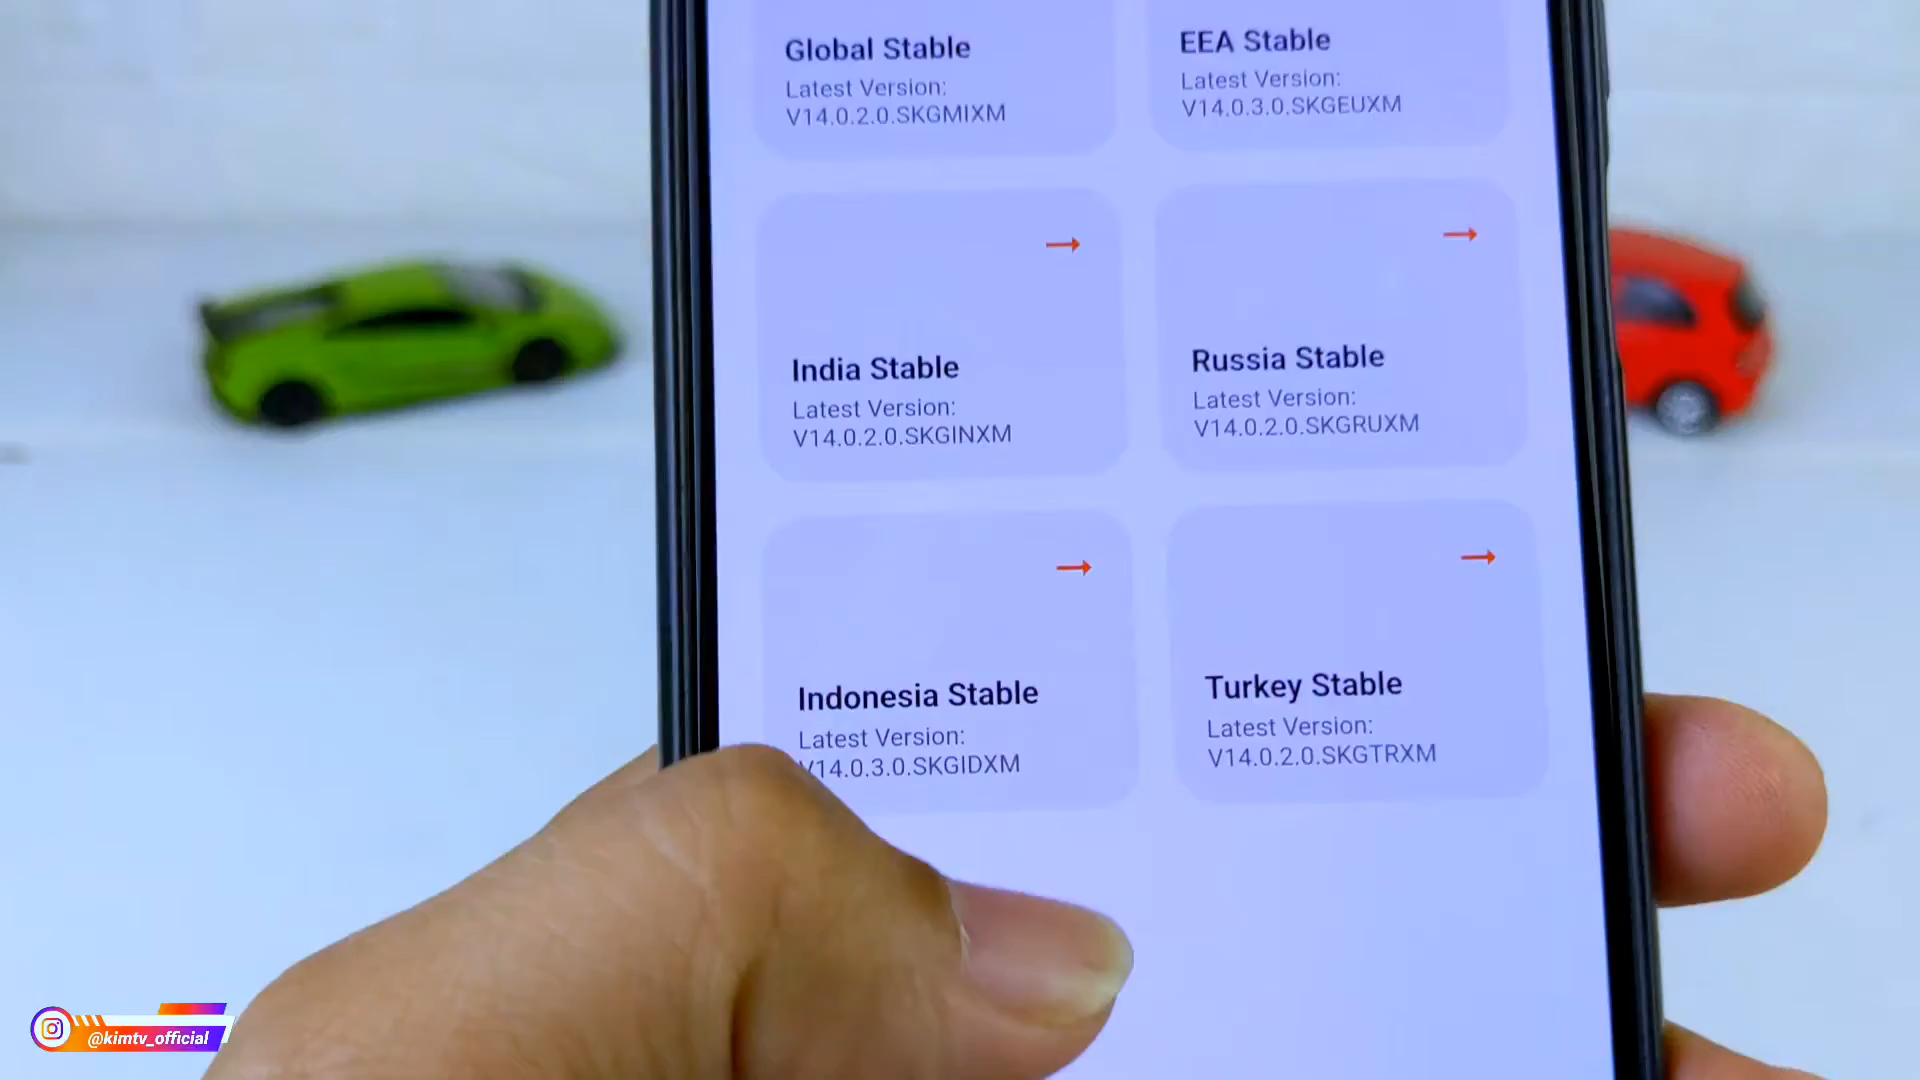 Global Stable
Latest Version:
V14.0.2.0.SKGMIXM
EEA Stable
Latest Version:
V14.0.3.0.SKGEUXM
India Stable
Latest Version:
V14.0.2.0.SKGINXM
Russia Stable
Latest Version:
V14.0.2.0.SKGRUXM
Indonesia Stable
Latest Version:
V14.0.3.0.SKGIDXM
Turkey Stable
Latest Version:
V14.0.2.0.SKGTRXM
@kimtv_official